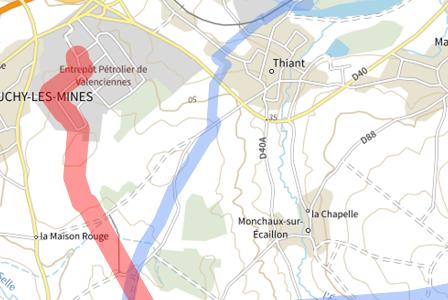 Thiant
Entrepôt Pétrolier de
Valenciennes
D40
UCHY-LES-MINES
05
35
D40A
D88
la Chapelle
Monchaux-sur-
Écaillon
la Maison Rouge
Selle